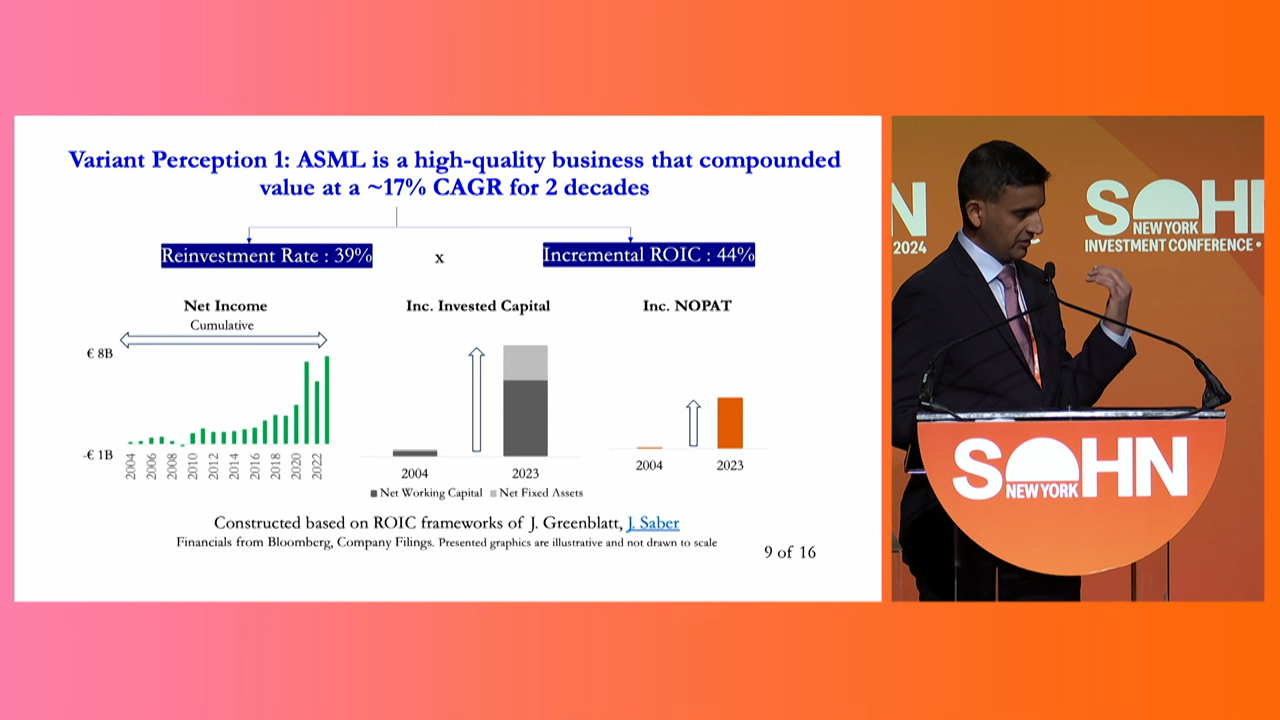 Variant Perception 1: ASML is a high-quality business that compounded
value at a ~17% CAGR for 2 decades
Reinvestment Rate : 39%
x
Incremental ROIC : 44%
Net Income
Cumulative
€ 8B
-€ 1B
2004
2006
2008
2010
2012
2014
2016
2018
2020
2022
Inc. Invested Capital
2004
2023
Net Working Capital
Net Fixed Assets
Inc. NOPAT
2004
2023
Constructed based on ROIC frameworks of J. Greenblatt, J. Saber
Financials from Bloomberg, Company Filings. Presented graphics are illustrative and not drawn to scale
9 of 16
N
2024
SOHN
NEW YORK
INVESTMENT CONFERENCE •
SOHN
NEW YORK